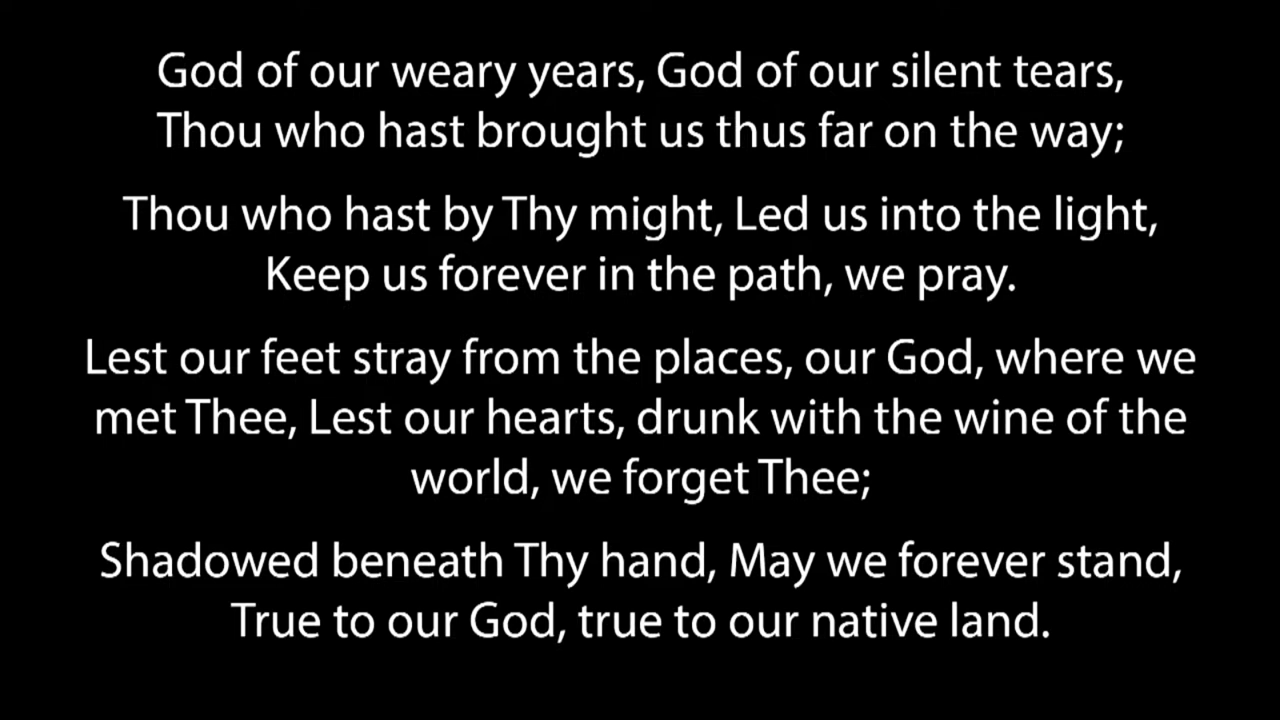 God of our weary years, God of our silent tears,
Thou who hast brought us thus far on the way;
Thou who hast by Thy might, Led us into the light,
Keep us forever in the path, we pray.
Lest our feet stray from the places, our God, where we
met Thee, Lest our hearts, drunk with the wine of the
world, we forget Thee;
Shadowed beneath Thy hand, May we forever stand,
True to our God, true to our native land.